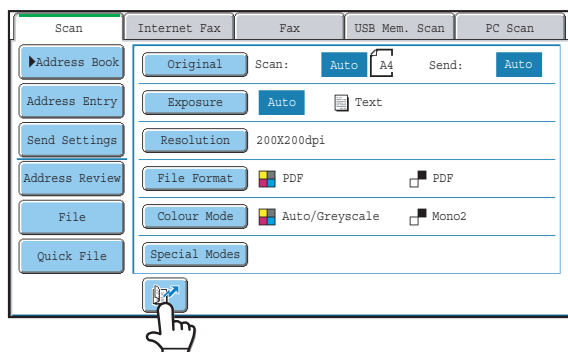 Scan Internet Fax Fax USB Mem. Scan PC Scan
Address Book Original Scan: Auto A4 Send: Auto
Address Entry Exposure Auto Text
Send Settings Resolution 200X200dpi
Address Review File Format PDF PDF
File Colour Mode Auto/Greyscale Mono2
Quick File Special Modes